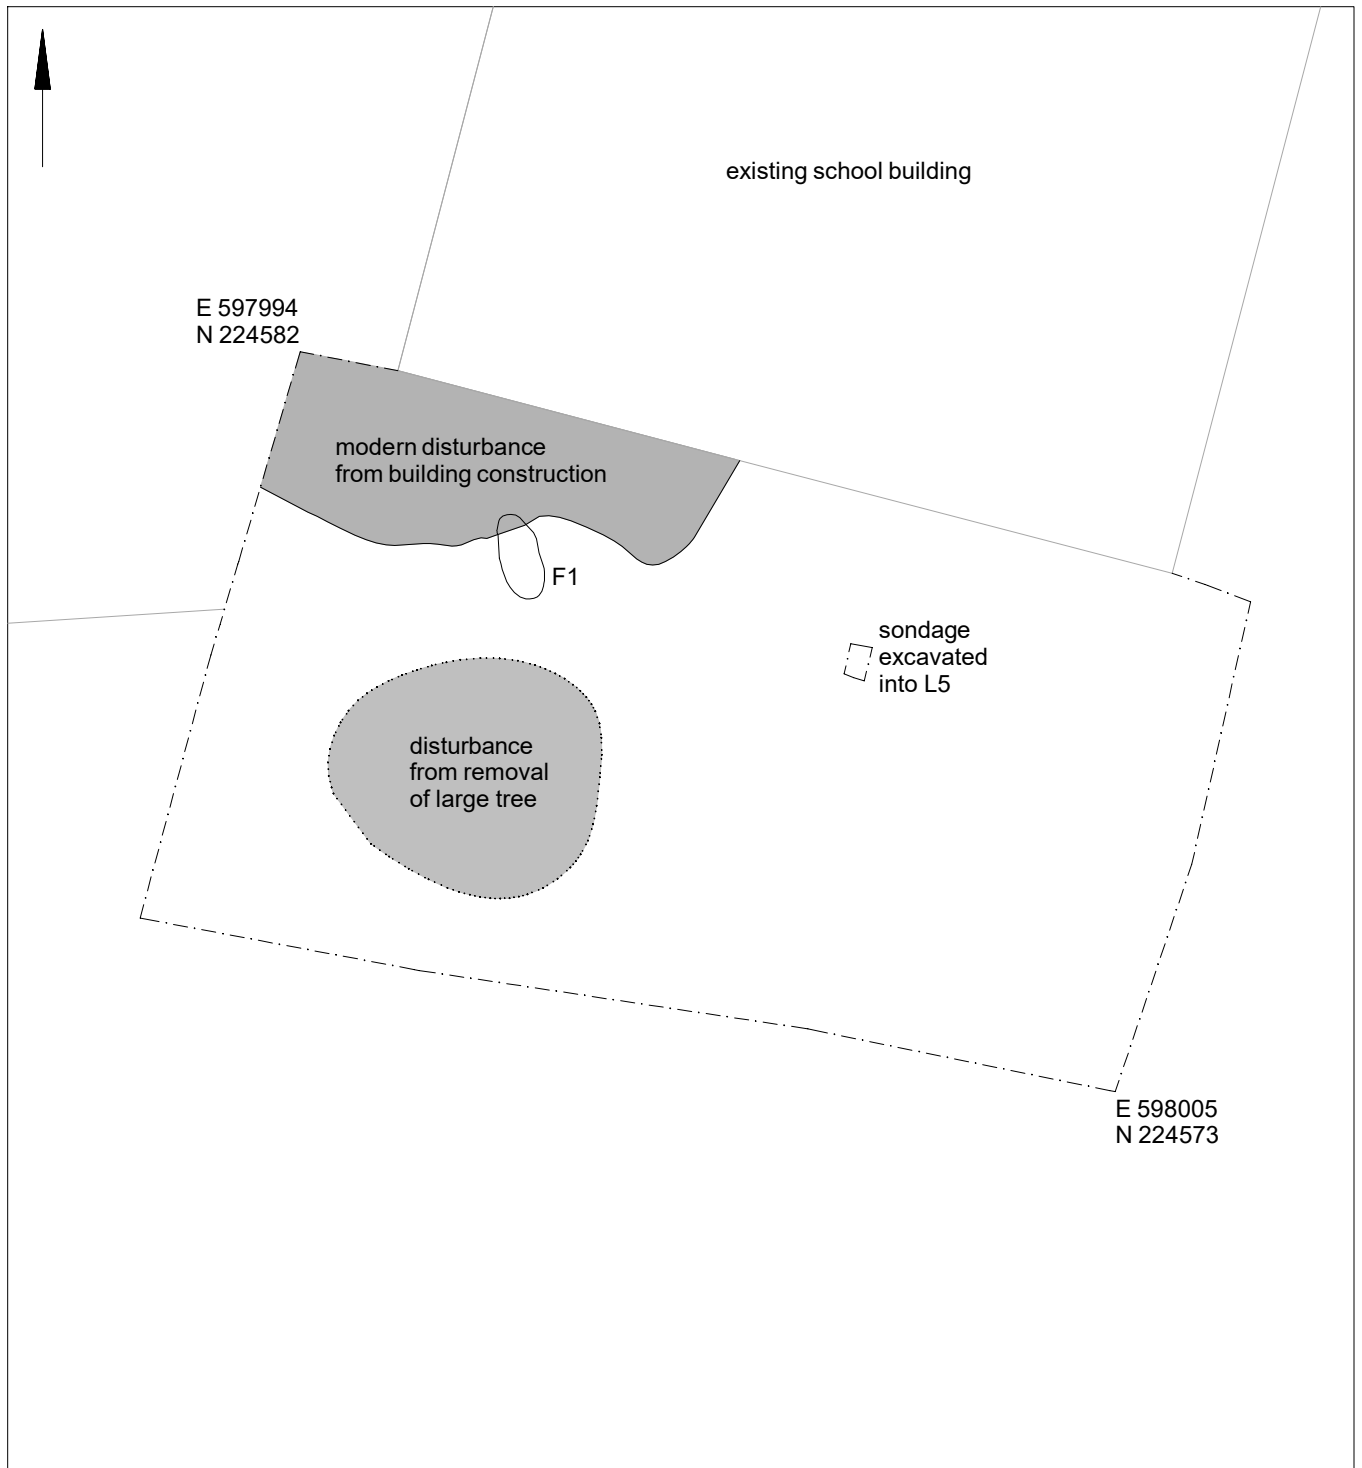 existing school building
E 597994
N 224582
modern disturbance
from building construction
F1
sondage
excavated
into L5
disturbance
from removal
of large tree
E 598005
N 224573